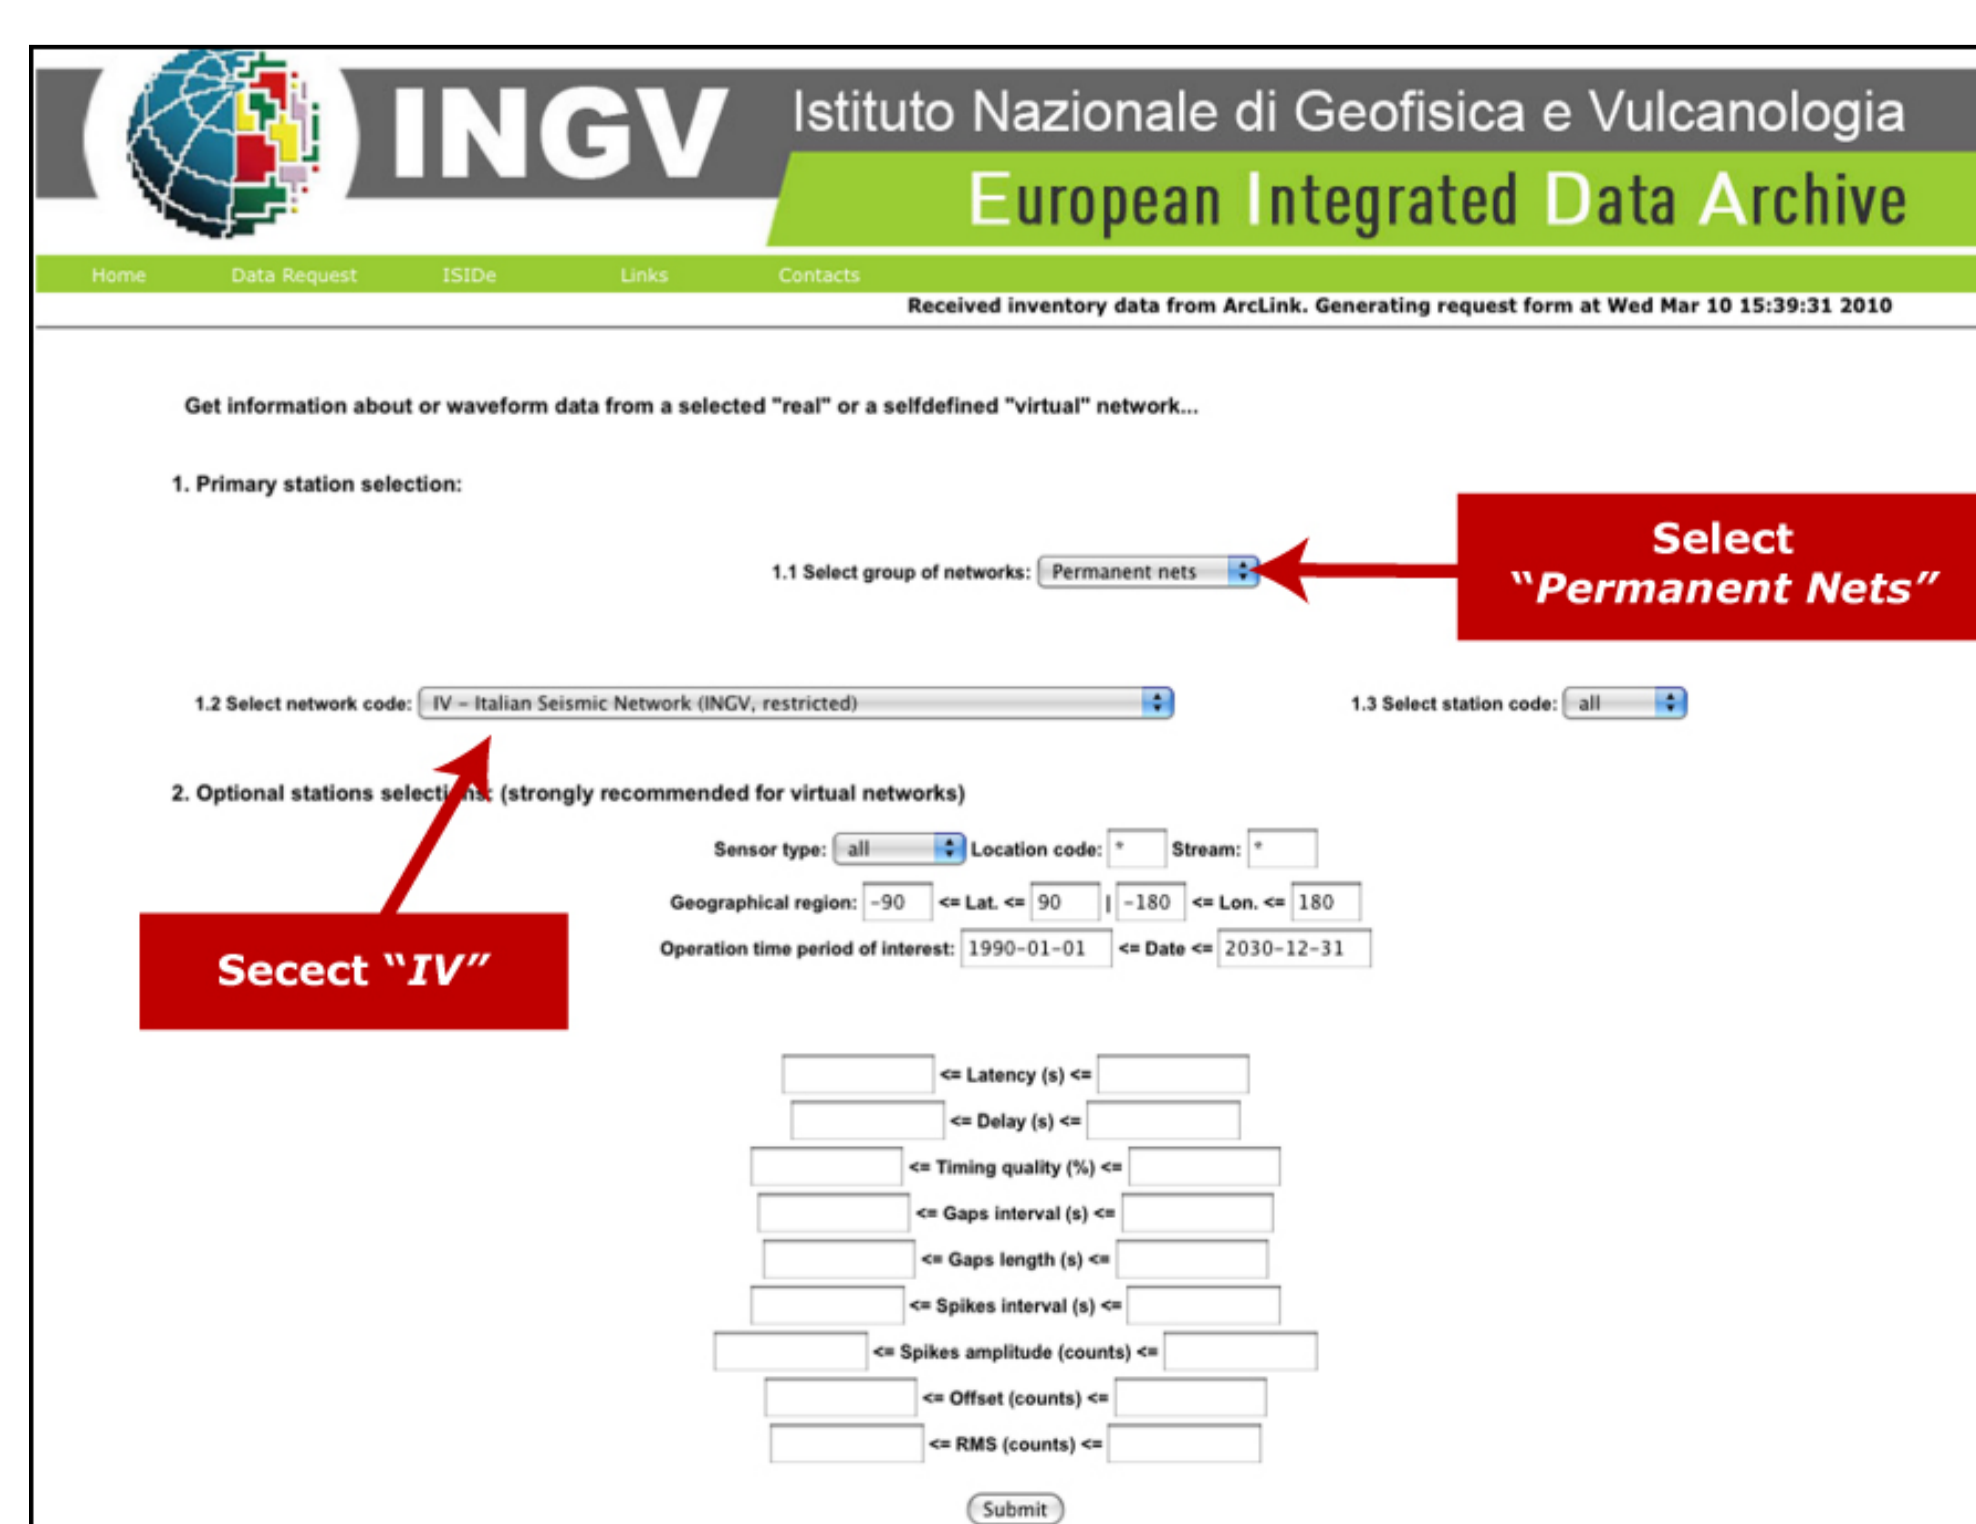 INGV
Istituto Nazionale di Geofisica e Vulcanologia
European Integrated Data Archive
Home Data Request ISIDe Links Contacts
Received inventory data from ArcLink. Generating request form at Wed Mar 10 15:39:31 2010
Get information about or waveform data from a selected "real" or a selfdefined "virtual" network...
1. Primary station selection:
Select
“Permanent Nets”
1.1 Select group of networks: Permanent nets
1.2 Select network code: IV - Italian Seismic Network (INGV, restricted) 1.3 Select station code: all
2. Optional stations selections: (strongly recommended for virtual networks)
Sensor type: all Location code: * Stream: *
Geographical region: -90 <= Lat. <= 90 | -180 <= Lon. <= 180
Operation time period of interest: 1990-01-01 <= Date <= 2030-12-31
Secect “IV”
<= Latency (s) <=
<= Delay (s) <=
<= Timing quality (%) <=
<= Gaps interval (s) <=
<= Gaps length (s) <=
<= Spikes interval (s) <=
<= Spikes amplitude (counts) <=
<= Offset (counts) <=
<= RMS (counts) <=
Submit